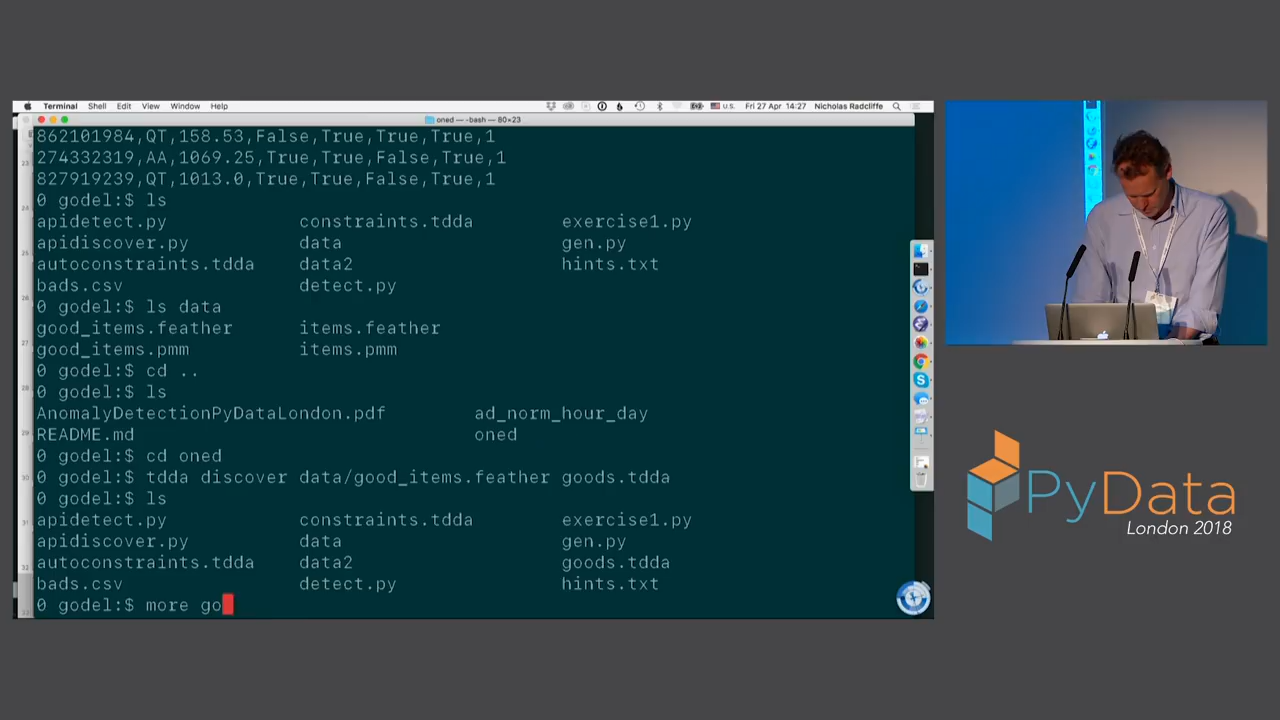 Terminal Shell Edit View Window Help U.S. Fri 27 Apr 14:27 Nicholas Radcliffe
oned — -bash — 80×23
862101984,QT,158.53,False,True,True,True,1
274332319,AA,1069.25,True,True,False,True,1
827919239,QT,1013.0,True,True,False,True,1
0 godel:$ ls
apidetect.py constraints.tdda exercise1.py
apidiscover.py data gen.py
autoconstraints.tdda data2 hints.txt
bads.csv detect.py
0 godel:$ ls data
good_items.feather items.feather
good_items.pmm items.pmm
0 godel:$ cd ..
0 godel:$ ls
AnomalyDetectionPyDataLondon.pdf ad_norm_hour_day
README.md oned
0 godel:$ cd oned
0 godel:$ tdda discover data/good_items.feather goods.tdda
0 godel:$ ls
apidetect.py constraints.tdda exercise1.py
apidiscover.py data gen.py
autoconstraints.tdda data2 goods.tdda
bads.csv detect.py hints.txt
0 godel:$ more go
PyData
London 2018